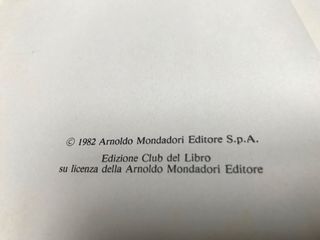 © 1982 Arnoldo Mondadori Editore S.p.A.
Edizione Club del Libro
su licenza della Arnoldo Mondadori Editore